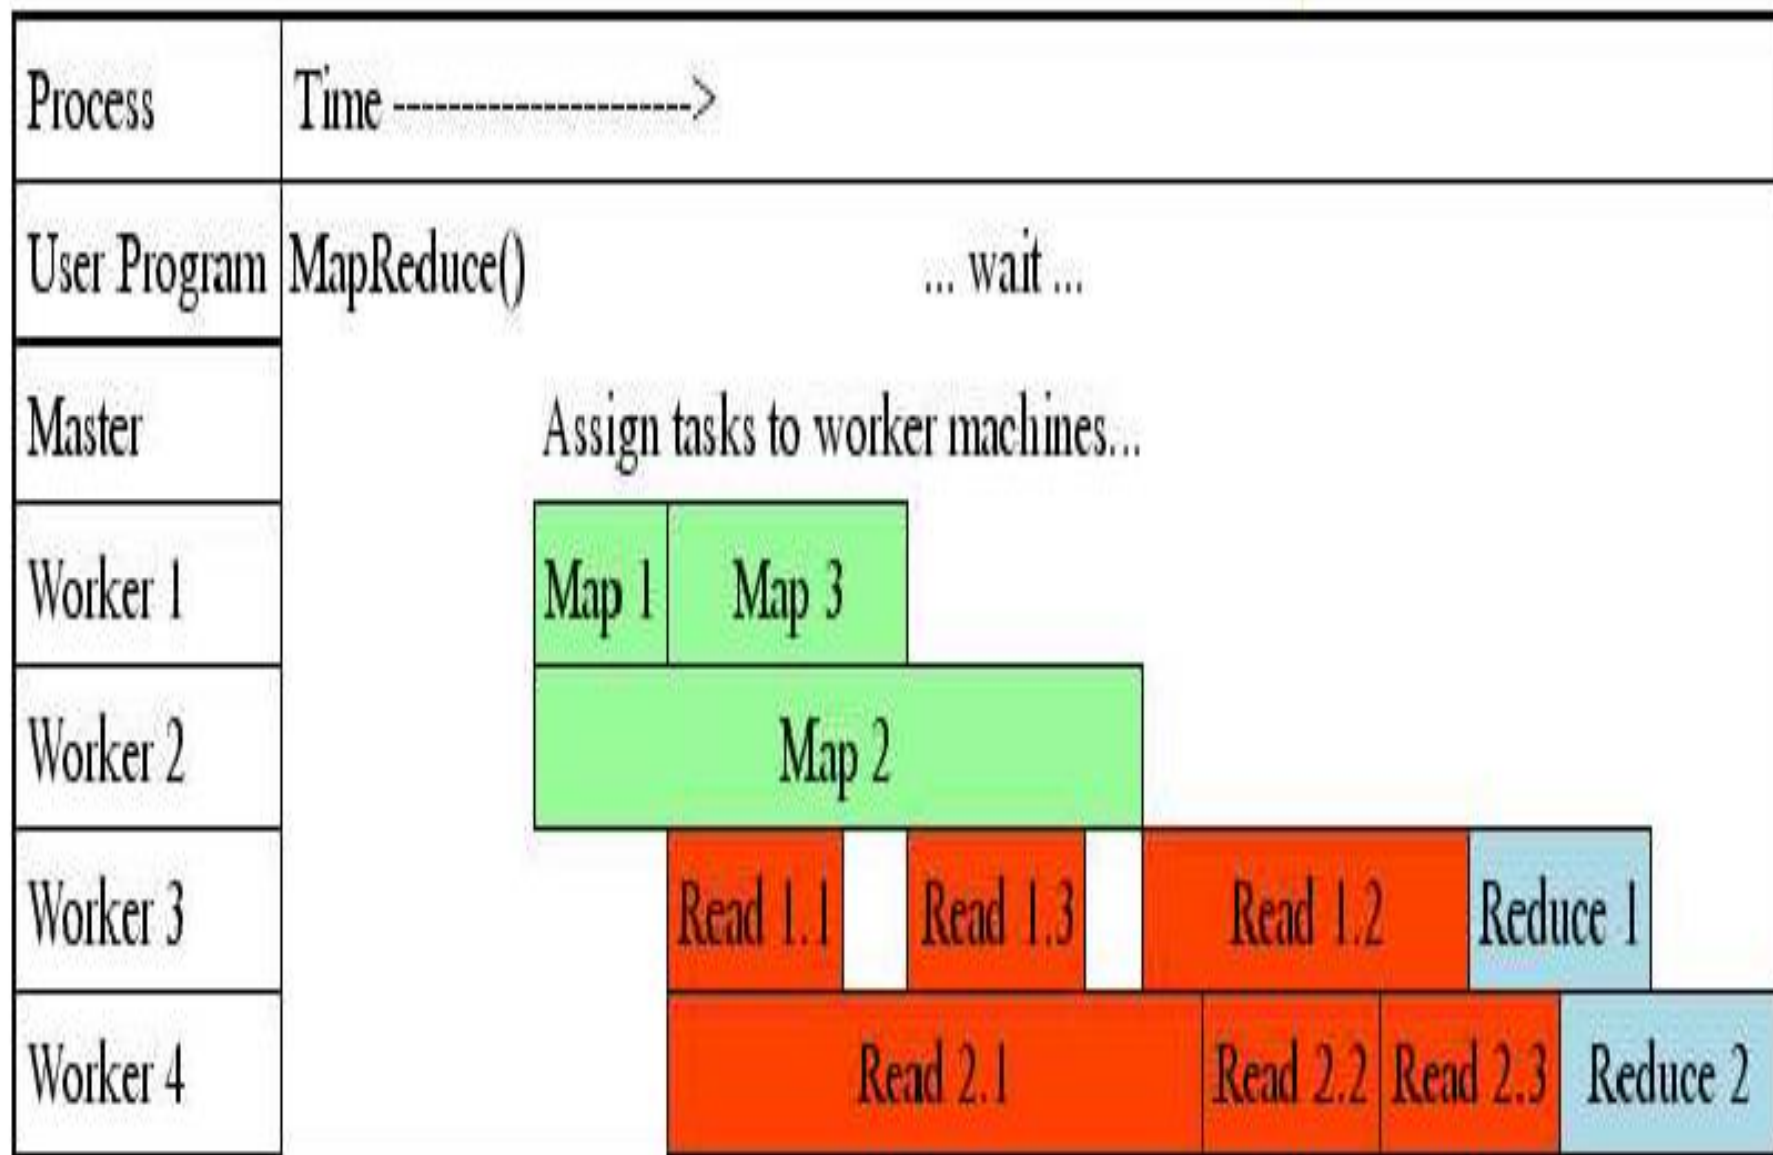 Process Time ---------------------->
User Program MapReduce() ... wait ...
Master Assign tasks to worker machines...
Worker 1 Map 1 Map 3
Worker 2 Map 2
Worker 3 Read 1.1 Read 1.3 Read 1.2 Reduce 1
Worker 4 Read 2.1 Read 2.2 Read 2.3 Reduce 2